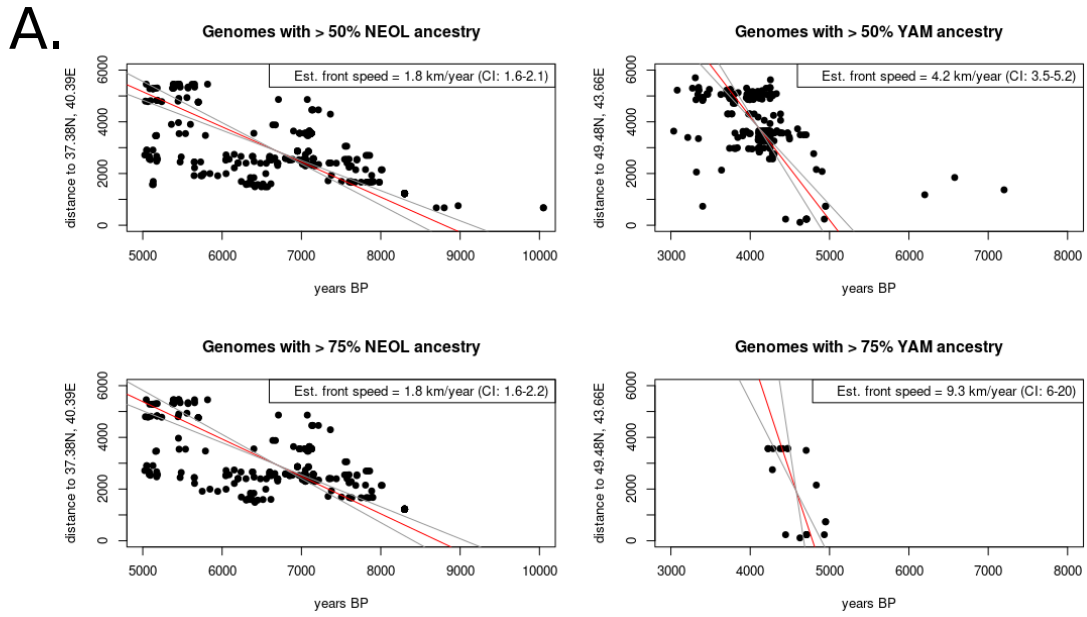 A.
Genomes with > 50% NEOL ancestry
Est. front speed = 1.8 km/year (CI: 1.6-2.1)
distance to 37.38N, 40.39E
0 2000 4000 6000
5000 6000 7000 8000 9000 10000
years BP
Genomes with > 50% YAM ancestry
Est. front speed = 4.2 km/year (CI: 3.5-5.2)
distance to 49.48N, 43.66E
0 2000 4000 6000
3000 4000 5000 6000 7000 8000
years BP
Genomes with > 75% NEOL ancestry
Est. front speed = 1.8 km/year (CI: 1.6-2.2)
distance to 37.38N, 40.39E
0 2000 4000 6000
5000 6000 7000 8000 9000 10000
years BP
Genomes with > 75% YAM ancestry
Est. front speed = 9.3 km/year (CI: 6-20)
distance to 49.48N, 43.66E
0 2000 4000 6000
3000 4000 5000 6000 7000 8000
years BP